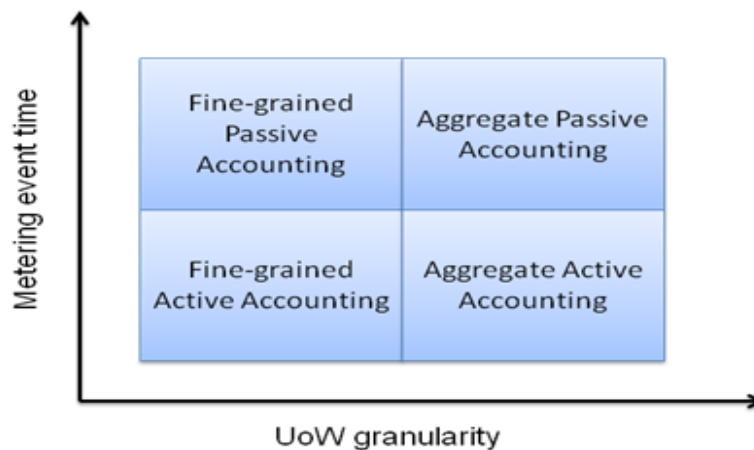 Metering event time
Fine-grained
Passive
Accounting
Aggregate Passive
Accounting
Fine-grained
Active Accounting
Aggregate Active
Accounting
UoW granularity